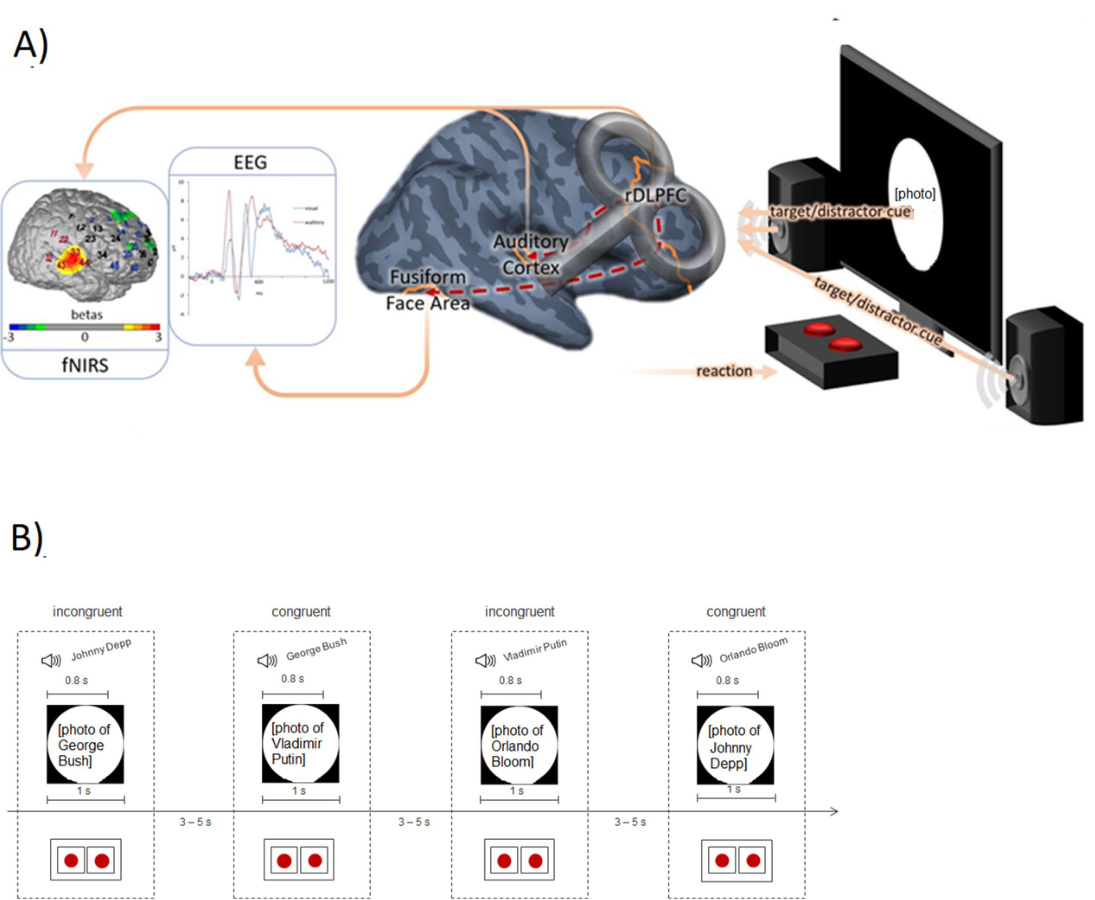 A)
EEG
visual
auditory
ms
betas
-3 0 3
fNIRS
rDLPFC
Auditory
Cortex
Fusiform
Face Area
[photo]
target/distractor cue
target/distractor cue
reaction
B)
incongruent
congruent
incongruent
congruent
Johnny Depp
George Bush
Vladimir Putin
Orlando Bloom
0.8 s
0.8 s
0.8 s
0.8 s
[photo of
George
Bush]
[photo of
Vladimir
Putin]
[photo of
Orlando
Bloom]
[photo of
Johnny
Depp]
1 s
1 s
1 s
1 s
3 – 5 s
3 – 5 s
3 – 5 s